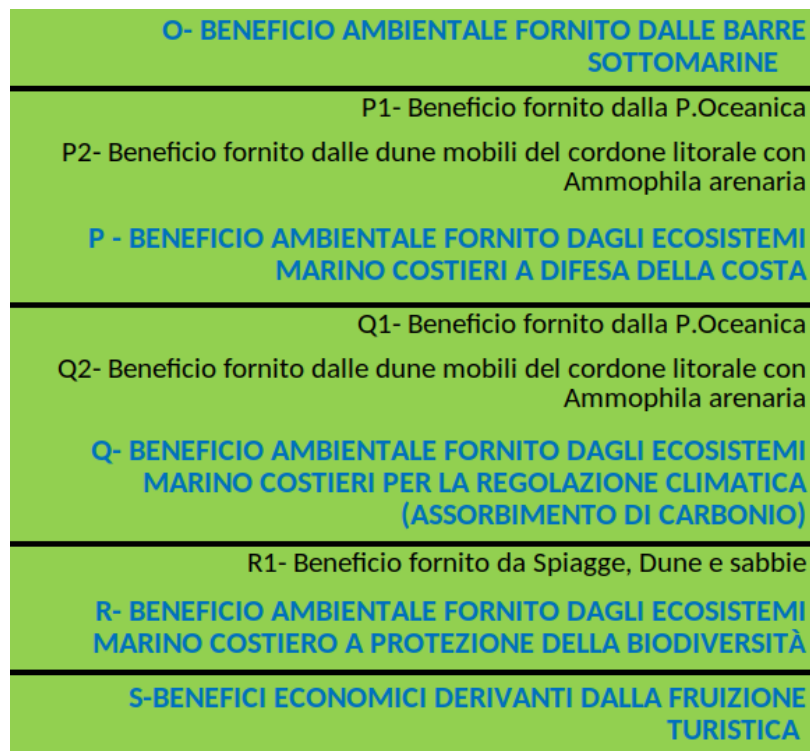 O- BENEFICIO AMBIENTALE FORNITO DALLE BARRE
SOTTOMARINE
P1- Beneficio fornito dalla P.Oceanica
P2- Beneficio fornito dalle dune mobili del cordone litorale con
Ammophila arenaria
P - BENEFICIO AMBIENTALE FORNITO DAGLI ECOSISTEMI
MARINO COSTIERI A DIFESA DELLA COSTA
Q1- Beneficio fornito dalla P.Oceanica
Q2- Beneficio fornito dalle dune mobili del cordone litorale con
Ammophila arenaria
Q- BENEFICIO AMBIENTALE FORNITO DAGLI ECOSISTEMI
MARINO COSTIERI PER LA REGOLAZIONE CLIMATICA
(ASSORBIMENTO DI CARBONIO)
R1- Beneficio fornito da Spiagge, Dune e sabbie
R- BENEFICIO AMBIENTALE FORNITO DAGLI ECOSISTEMI
MARINO COSTIERO A PROTEZIONE DELLA BIODIVERSITÀ
S-BENEFICI ECONOMICI DERIVANTI DALLA FRUIZIONE
TURISTICA